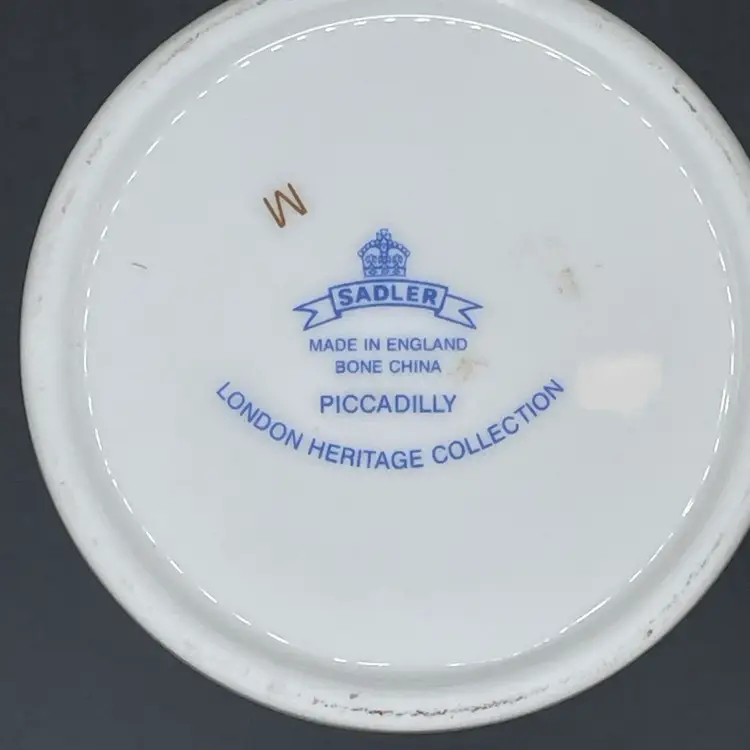 M
SADLER
MADE IN ENGLAND
BONE CHINA
PICCADILLY
LONDON HERITAGE COLLECTION